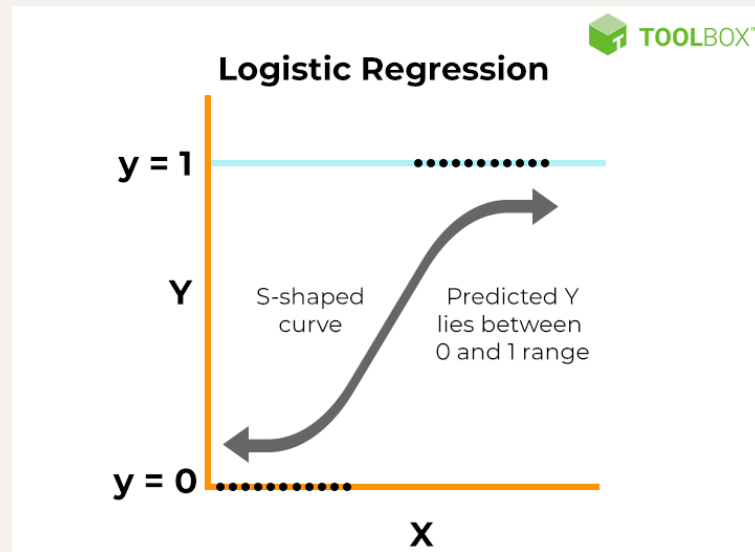 TOOLBOX™
Logistic Regression
y = 1
Y
S-shaped
curve
Predicted Y
lies between
0 and 1 range
y = 0
X